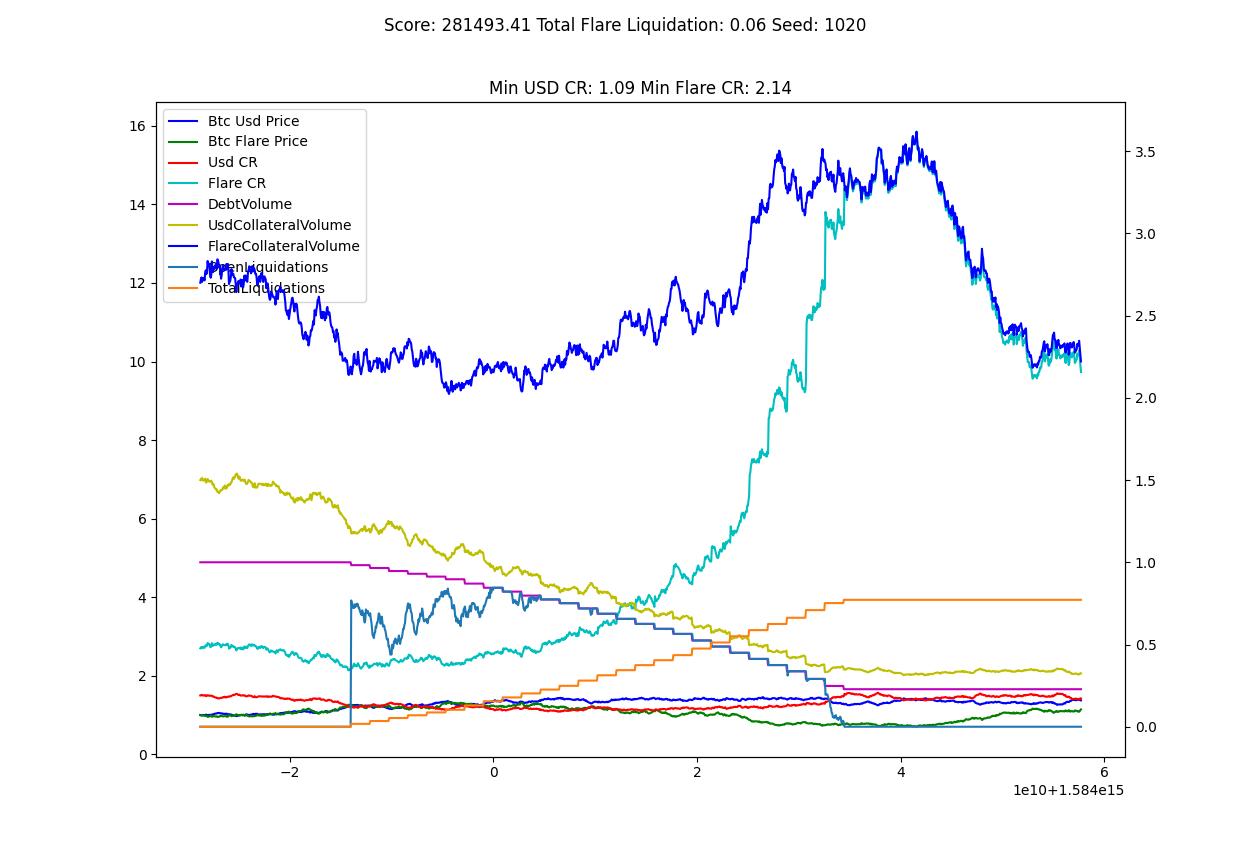 Score: 281493.41 Total Flare Liquidation: 0.06 Seed: 1020
Min USD CR: 1.09 Min Flare CR: 2.14
Btc Usd Price
Btc Flare Price
Usd CR
Flare CR
DebtVolume
UsdCollateralVolume
FlareCollateralVolume
OpenLiquidations
TotalLiquidations
16
14
12
10
8
6
4
2
0
3.5
3.0
2.5
2.0
1.5
1.0
0.5
0.0
−2 0 2 4 6
1e10+1.584e15